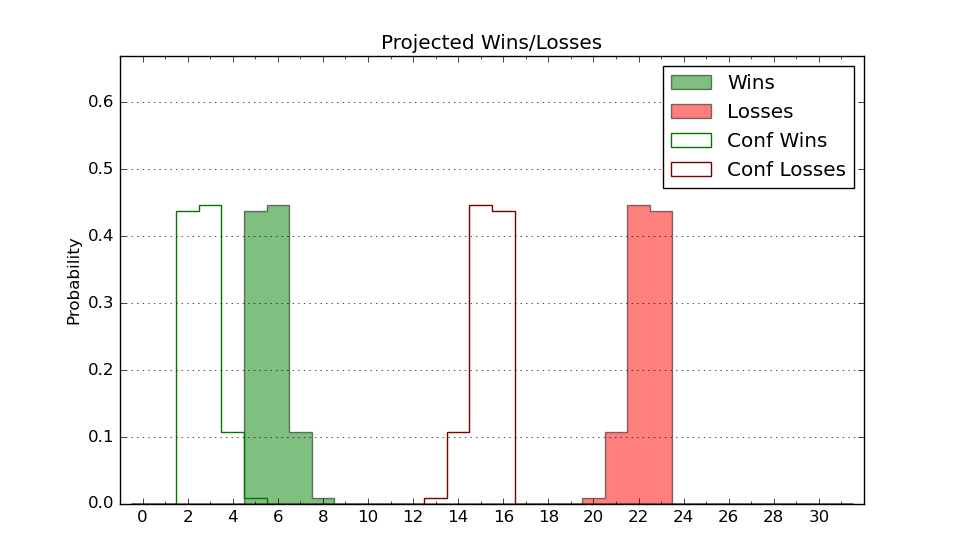 Projected Wins/Losses
Wins
Losses
Conf Wins
Conf Losses
Probability
0.6
0.5
0.4
0.3
0.2
0.1
0.0
0 2 4 6 8 10 12 14 16 18 20 22 24 26 28 30